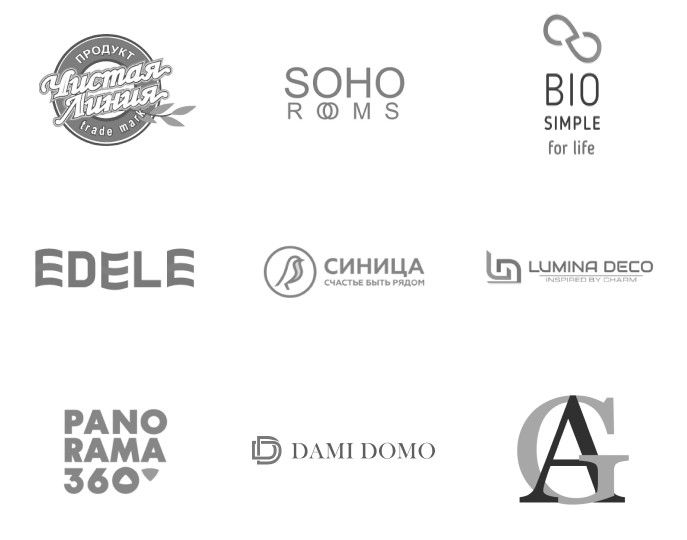 ПРОДУКТ
Чистая
Линия
trade mark
SOHO
ROOMS
BIO
SIMPLE
for life
EDELE
СИНИЦА
СЧАСТЬЕ БЫТЬ РЯДОМ
LUMINA DECO
INSPIRED BY CHARM
PANO
RAMA
360
DAMI DOMO
AG